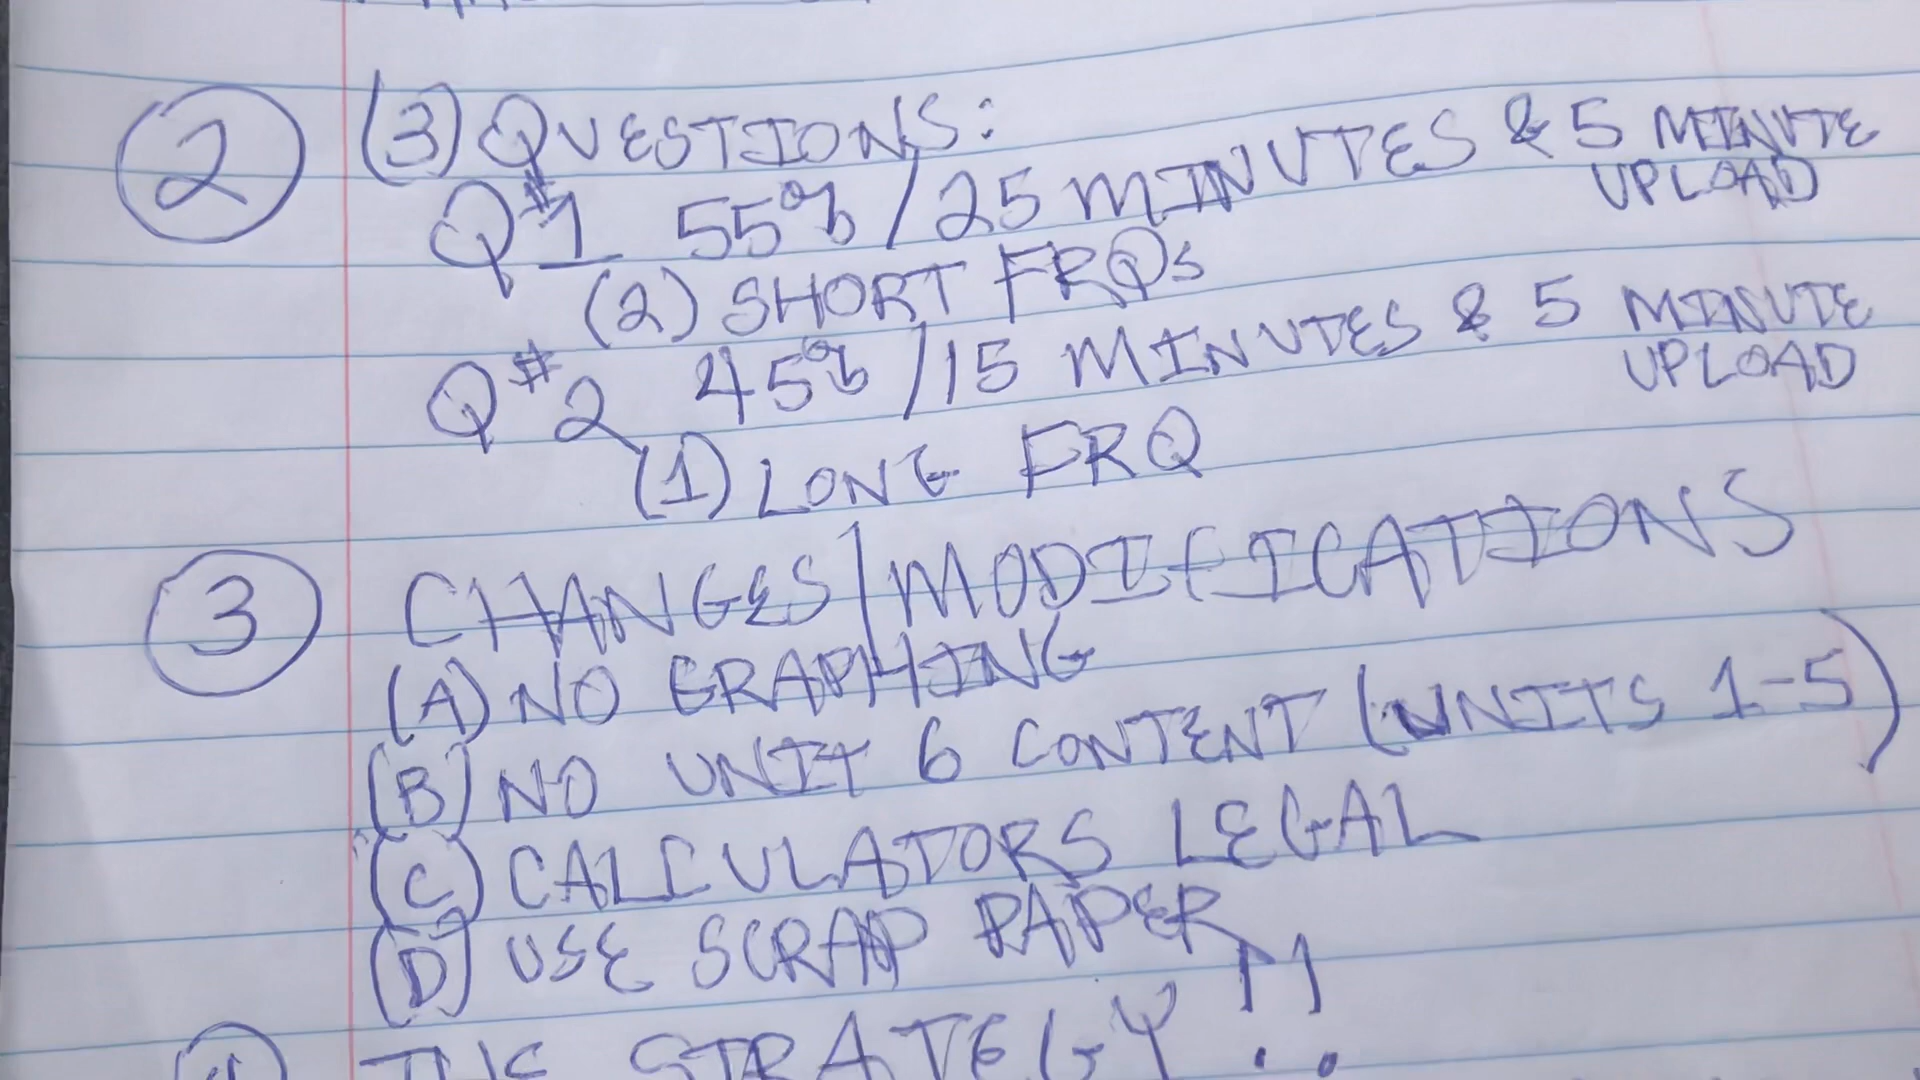 2 (3) QUESTIONS:
Q#1 55% / 25 MINUTES & 5 MINUTE
UPLOAD
(2) SHORT FRQs
Q#2 45% / 15 MINUTES & 5 MINUTE
UPLOAD
(1) LONG FRQ
3 CHANGES/MODIFICATIONS
(A) NO GRAPHING
(B) NO UNIT 6 CONTENT (UNITS 1-5)
(C) CALCULATORS LEGAL
(D) USE SCRAP PAPER
STRATEGY!!